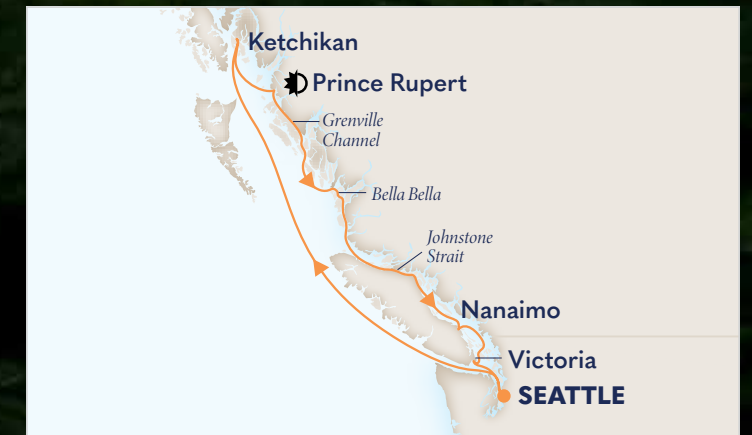 Ketchikan
Prince Rupert
Grenville
Channel
Bella Bella
Johnstone
Strait
Nanaimo
Victoria
SEATTLE